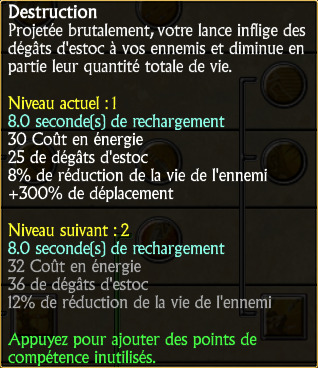 Destruction
Projetée brutalement, votre lance inflige des
dégâts d'estoc à vos ennemis et diminue en
partie leur quantité totale de vie.
Niveau actuel : 1
8.0 seconde(s) de rechargement
30 Coût en énergie
25 de dégâts d'estoc
8% de réduction de la vie de l'ennemi
+300% de déplacement
Niveau suivant : 2
8.0 seconde(s) de rechargement
32 Coût en énergie
36 de dégâts d'estoc
12% de réduction de la vie de l'ennemi
Appuyez pour ajouter des points de
compétence inutilisés.